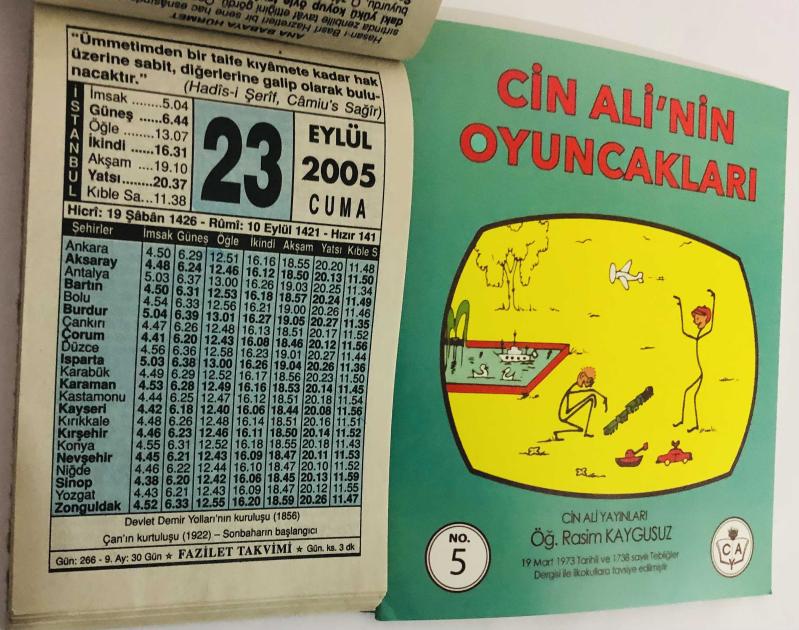 ANA BABAYA HÜRMET
Hasan-ı Basrî Hazretleri
"Ümmetimden bir taife kıyâmete kadar hak
üzerine sabit, diğerlerine galip olarak bulu-
nacaktır."
(Hadîs-i Şerîf, Câmiu's Sağîr)
İSTANBUL
İmsak ........5.04
Güneş ......6.44
Öğle ........13.07
İkindi ......16.31
Akşam ....19.10
Yatsı........20.37
Kıble Sa...11.38
23
EYLÜL
2005
CUMA
Hicrî: 19 Şâbân 1426 - Rûmî: 10 Eylül 1421 - Hızır 141
Şehirler İmsak Güneş Öğle İkindi Akşam Yatsı Kıble S
Ankara 4.50 6.29 12.51 16.16 18.55 20.20 11.48
Aksaray 4.48 6.24 12.46 16.12 18.50 20.13 11.50
Antalya 5.03 6.37 13.00 16.26 19.03 20.25 11.34
Bartın 4.50 6.31 12.53 16.18 18.57 20.24 11.49
Bolu 4.54 6.33 12.56 16.21 19.00 20.26 11.46
Burdur 5.04 6.39 13.01 16.27 19.05 20.27 11.35
Çankırı 4.47 6.26 12.48 16.13 18.51 20.17 11.52
Çorum 4.41 6.20 12.43 16.08 18.46 20.12 11.56
Düzce 4.56 6.36 12.58 16.23 19.01 20.27 11.44
Isparta 5.03 6.38 13.00 16.26 19.04 20.26 11.36
Karabük 4.49 6.29 12.52 16.17 18.56 20.23 11.50
Karaman 4.53 6.28 12.49 16.16 18.53 20.14 11.45
Kastamonu 4.44 6.25 12.47 16.12 18.51 20.18 11.54
Kayseri 4.42 6.18 12.40 16.06 18.44 20.08 11.56
Kırıkkale 4.48 6.26 12.48 16.14 18.51 20.16 11.51
Kırşehir 4.46 6.23 12.46 16.11 18.50 20.14 11.52
Konya 4.55 6.31 12.52 16.18 18.55 20.18 11.43
Nevşehir 4.45 6.21 12.43 16.09 18.47 20.11 11.53
Niğde 4.46 6.22 12.44 16.10 18.47 20.10 11.52
Sinop 4.38 6.20 12.42 16.06 18.45 20.13 11.59
Yozgat 4.43 6.21 12.43 16.09 18.47 20.12 11.55
Zonguldak 4.52 6.33 12.55 16.20 18.59 20.26 11.47
Devlet Demir Yolları'nın kuruluşu (1856)
Çan'ın kurtuluşu (1922) – Sonbaharın başlangıcı
Gün: 266 - 9. Ay: 30 Gün ★ FAZİLET TAKVİMİ ★ Gün. ks. 3 dk
CİN ALİ'NİN
OYUNCAKLARI
CİN ALİ YAYINLARI
Öğ. Rasim KAYGUSUZ
19 Mart 1973 Tarihli ve 1738 sayılı Tebliğler
Dergisi ile ilkokullara tavsiye edilmiştir
NO.
5
C A
Y